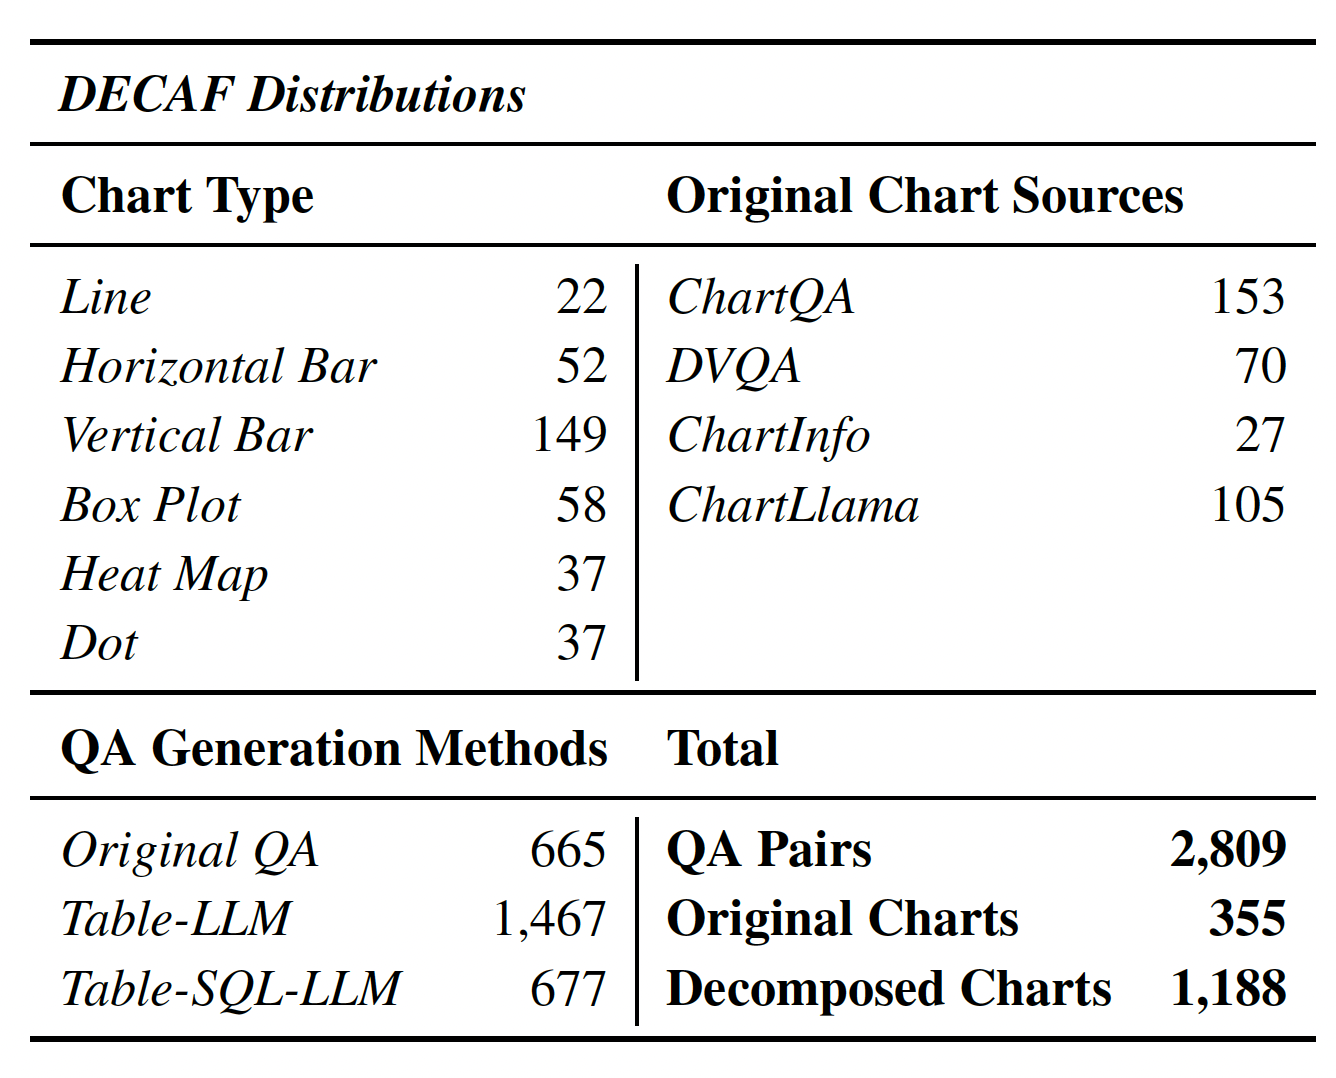 DECAF Distributions
Chart Type Original Chart Sources
Line 22 ChartQA 153
Horizontal Bar 52 DVQA 70
Vertical Bar 149 ChartInfo 27
Box Plot 58 ChartLlama 105
Heat Map 37
Dot 37
QA Generation Methods Total
Original QA 665 QA Pairs 2,809
Table-LLM 1,467 Original Charts 355
Table-SQL-LLM 677 Decomposed Charts 1,188